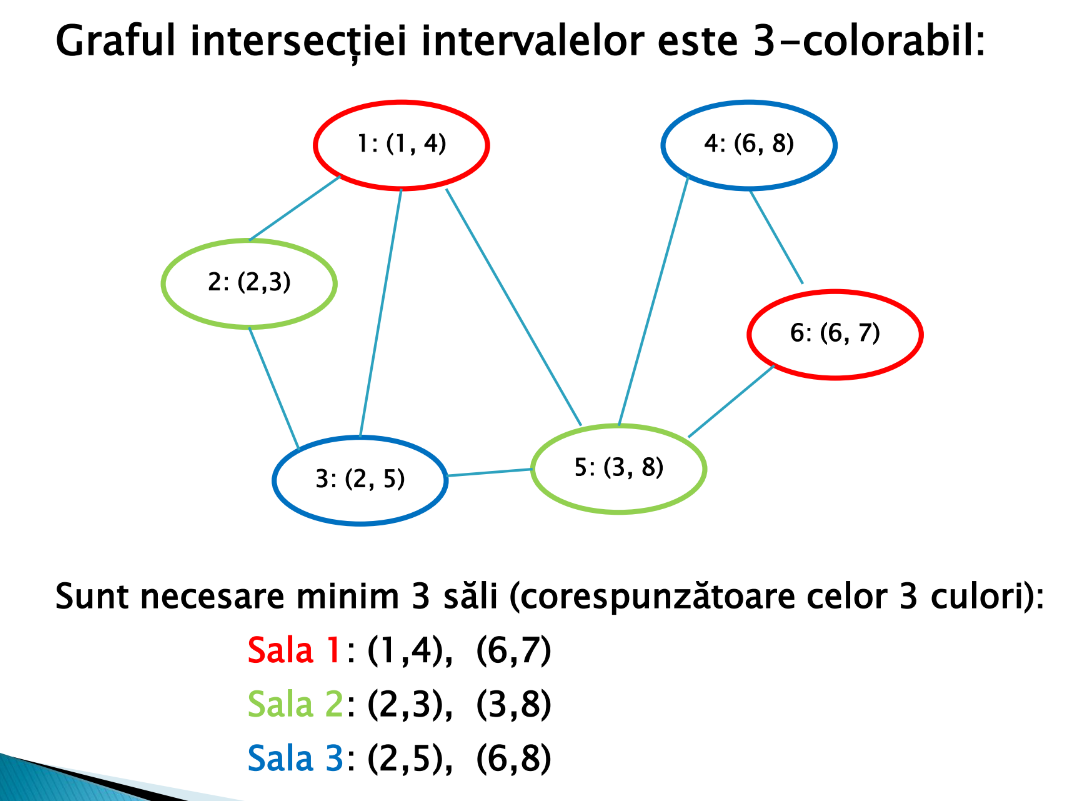 Graful intersecției intervalelor este 3-colorabil:
1: (1, 4)
4: (6, 8)
2: (2,3)
6: (6, 7)
3: (2, 5)
5: (3, 8)
Sunt necesare minim 3 săli (corespunzătoare celor 3 culori):
Sala 1: (1,4), (6,7)
Sala 2: (2,3), (3,8)
Sala 3: (2,5), (6,8)